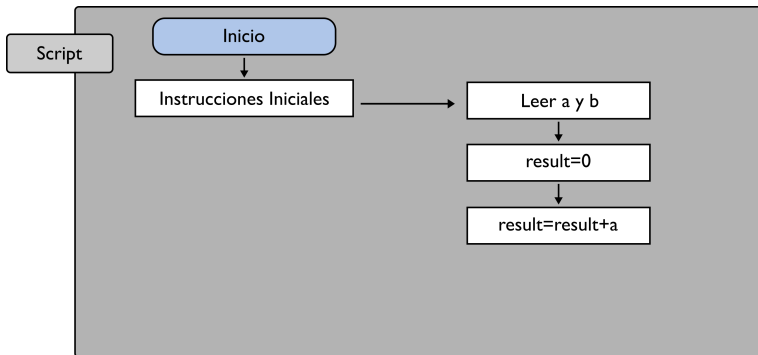 Script
Inicio
Instrucciones Iniciales
Leer a y b
result=0
result=result+a